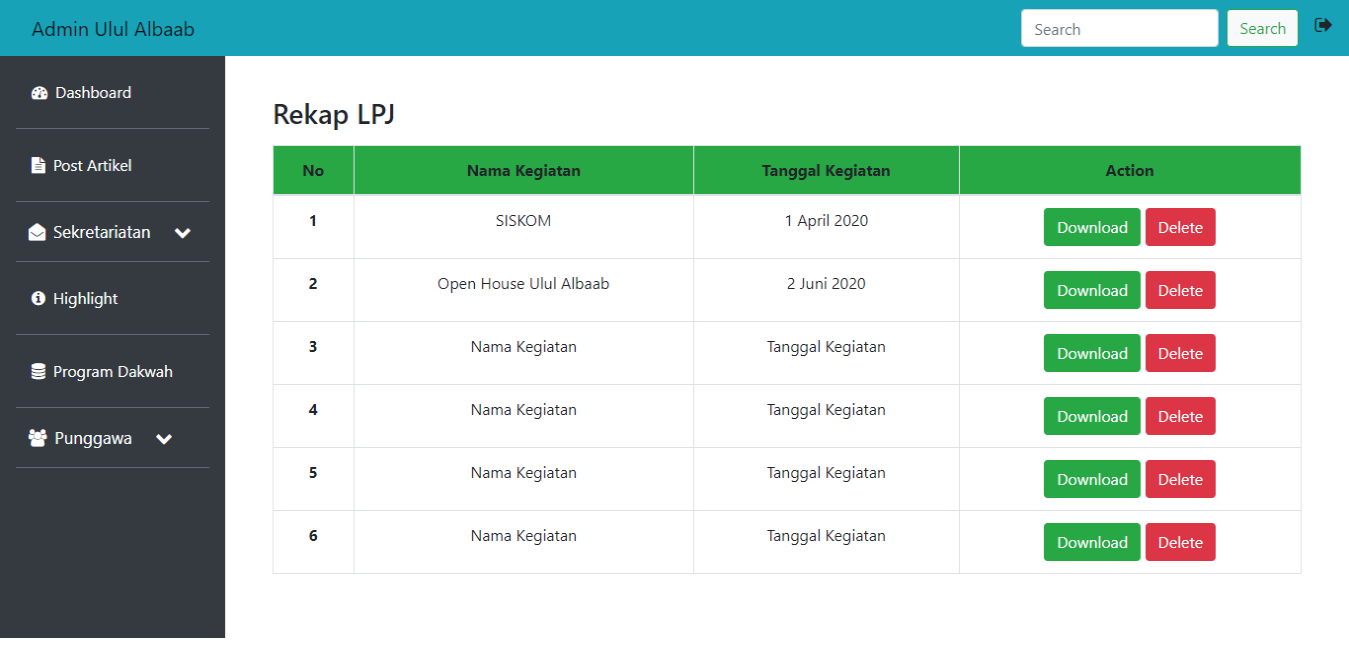 Admin Ulul Albaab
Search Search
Dashboard
Post Artikel
Sekretariatan
Highlight
Program Dakwah
Punggawa
Rekap LPJ
No Nama Kegiatan Tanggal Kegiatan Action
1 SISKOM 1 April 2020 Download Delete
2 Open House Ulul Albaab 2 Juni 2020 Download Delete
3 Nama Kegiatan Tanggal Kegiatan Download Delete
4 Nama Kegiatan Tanggal Kegiatan Download Delete
5 Nama Kegiatan Tanggal Kegiatan Download Delete
6 Nama Kegiatan Tanggal Kegiatan Download Delete